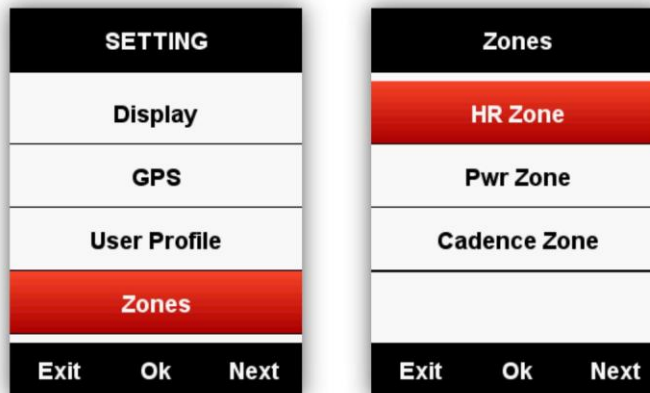 SETTING
Display
GPS
User Profile
Zones
Exit Ok Next
Zones
HR Zone
Pwr Zone
Cadence Zone
Exit Ok Next